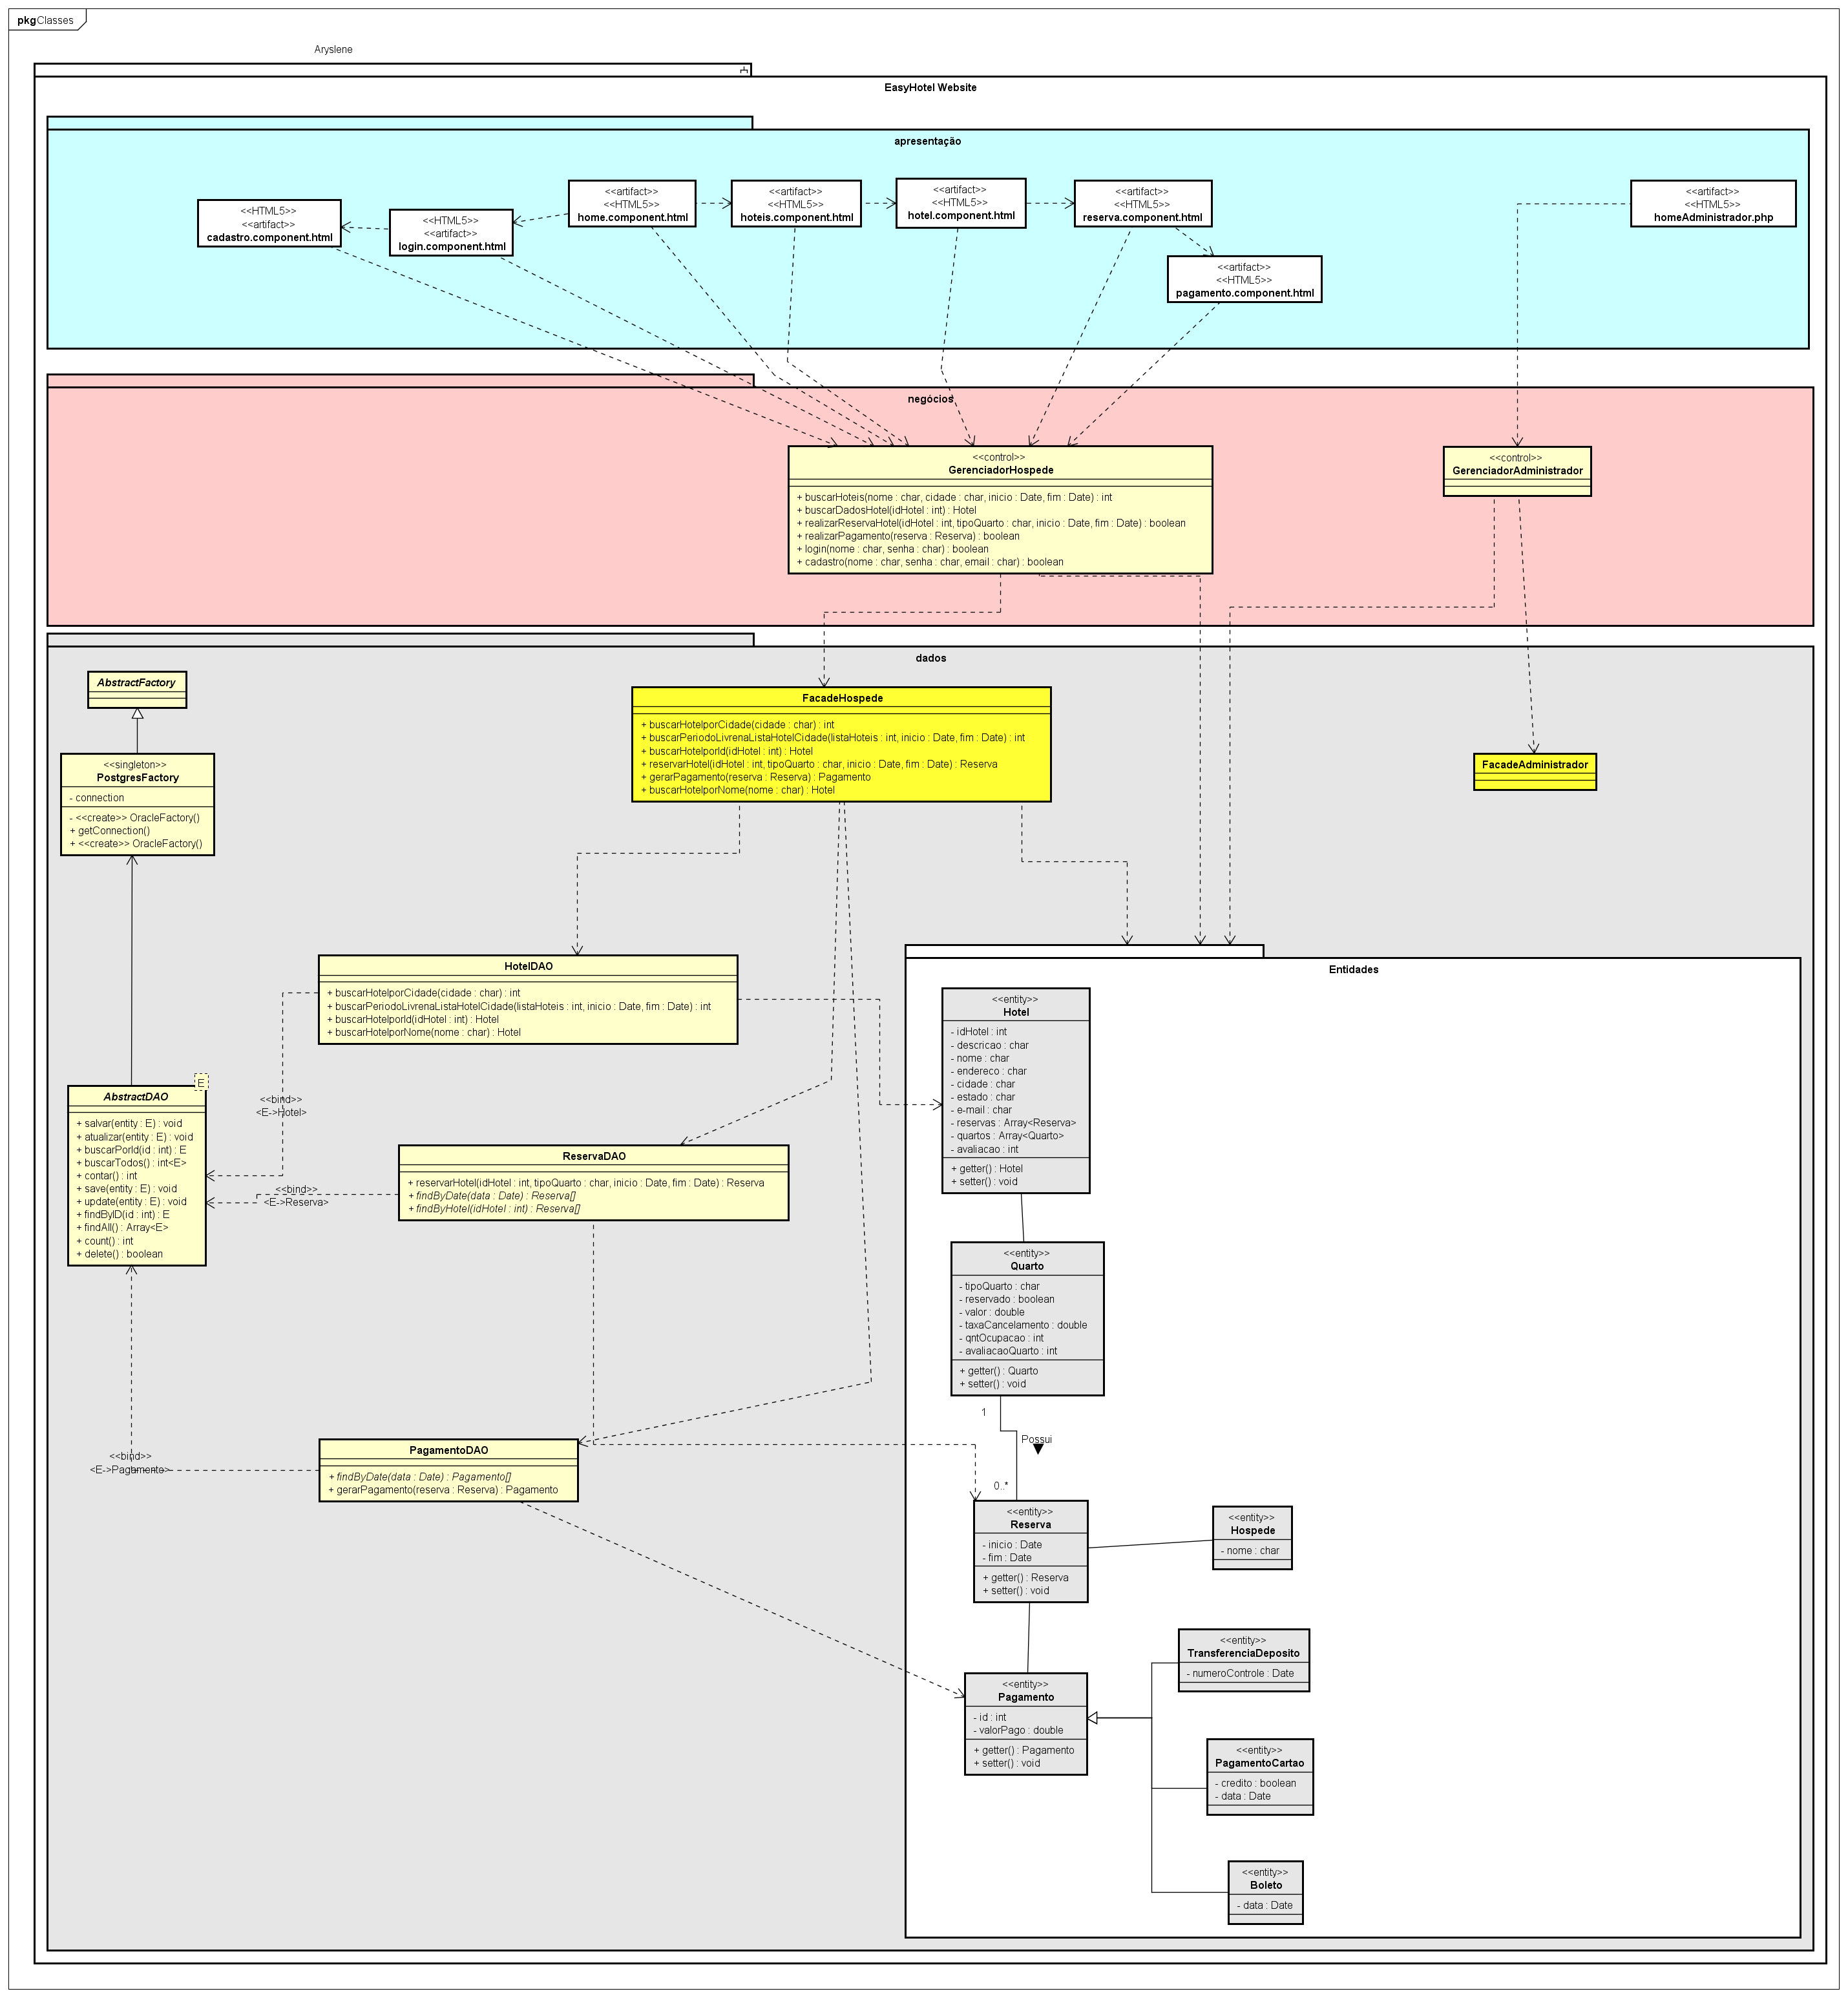 pkgClasses
Aryslene
EasyHotel Website
apresentação
<<HTML5>>
<<artifact>>
cadastro.component.html
<<HTML5>>
<<artifact>>
login.component.html
<<artifact>>
<<HTML5>>
home.component.html
<<artifact>>
<<HTML5>>
hoteis.component.html
<<artifact>>
<<HTML5>>
hotel.component.html
<<artifact>>
<<HTML5>>
reserva.component.html
<<artifact>>
<<HTML5>>
pagamento.component.html
<<artifact>>
<<HTML5>>
homeAdministrador.php
negócios
<<control>>
GerenciadorHospede
+ buscarHoteis(nome : char, cidade : char, inicio : Date, fim : Date) : int
+ buscarDadosHotel(idHotel : int) : Hotel
+ realizarReservaHotel(idHotel : int, tipoQuarto : char, inicio : Date, fim : Date) : boolean
+ realizarPagamento(reserva : Reserva) : boolean
+ login(nome : char, senha : char) : boolean
+ cadastro(nome : char, senha : char, email : char) : boolean
<<control>>
GerenciadorAdministrador
dados
AbstractFactory
<<singleton>>
PostgresFactory
- connection
- <<create>> OracleFactory()
+ getConnection()
+ <<create>> OracleFactory()
FacadeHospede
+ buscarHotelporCidade(cidade : char) : int
+ buscarPeriodoLivrenaListaHotelCidade(listaHoteis : int, inicio : Date, fim : Date) : int
+ buscarHotelporId(idHotel : int) : Hotel
+ reservarHotel(idHotel : int, tipoQuarto : char, inicio : Date, fim : Date) : Reserva
+ gerarPagamento(reserva : Reserva) : Pagamento
+ buscarHotelporNome(nome : char) : Hotel
FacadeAdministrador
HotelDAO
+ buscarHotelporCidade(cidade : char) : int
+ buscarPeriodoLivrenaListaHotelCidade(listaHoteis : int, inicio : Date, fim : Date) : int
+ buscarHotelporId(idHotel : int) : Hotel
+ buscarHotelporNome(nome : char) : Hotel
E
AbstractDAO
+ salvar(entity : E) : void
+ atualizar(entity : E) : void
+ buscarPorId(id : int) : E
+ buscarTodos() : int<E>
+ contar() : int
+ save(entity : E) : void
+ update(entity : E) : void
+ findByID(id : int) : E
+ findAll() : Array<E>
+ count() : int
+ delete() : boolean
<<bind>>
<E->Hotel>
<<bind>>
<E->Reserva>
ReservaDAO
+ reservarHotel(idHotel : int, tipoQuarto : char, inicio : Date, fim : Date) : Reserva
+ findByDate(data : Date) : Reserva[]
+ findByHotel(idHotel : int) : Reserva[]
<<bind>>
<E->Pagamento>
PagamentoDAO
+ findByDate(data : Date) : Pagamento[]
+ gerarPagamento(reserva : Reserva) : Pagamento
Entidades
<<entity>>
Hotel
- idHotel : int
- descricao : char
- nome : char
- endereco : char
- cidade : char
- estado : char
- e-mail : char
- reservas : Array<Reserva>
- quartos : Array<Quarto>
- avaliacao : int
+ getter() : Hotel
+ setter() : void
<<entity>>
Quarto
- tipoQuarto : char
- reservado : boolean
- valor : double
- taxaCancelamento : double
- qntOcupacao : int
- avaliacaoQuarto : int
+ getter() : Quarto
+ setter() : void
1
Possui
0..*
<<entity>>
Reserva
- inicio : Date
- fim : Date
+ getter() : Reserva
+ setter() : void
<<entity>>
Hospede
- nome : char
<<entity>>
Pagamento
- id : int
- valorPago : double
+ getter() : Pagamento
+ setter() : void
<<entity>>
TransferenciaDeposito
- numeroControle : Date
<<entity>>
PagamentoCartao
- credito : boolean
- data : Date
<<entity>>
Boleto
- data : Date